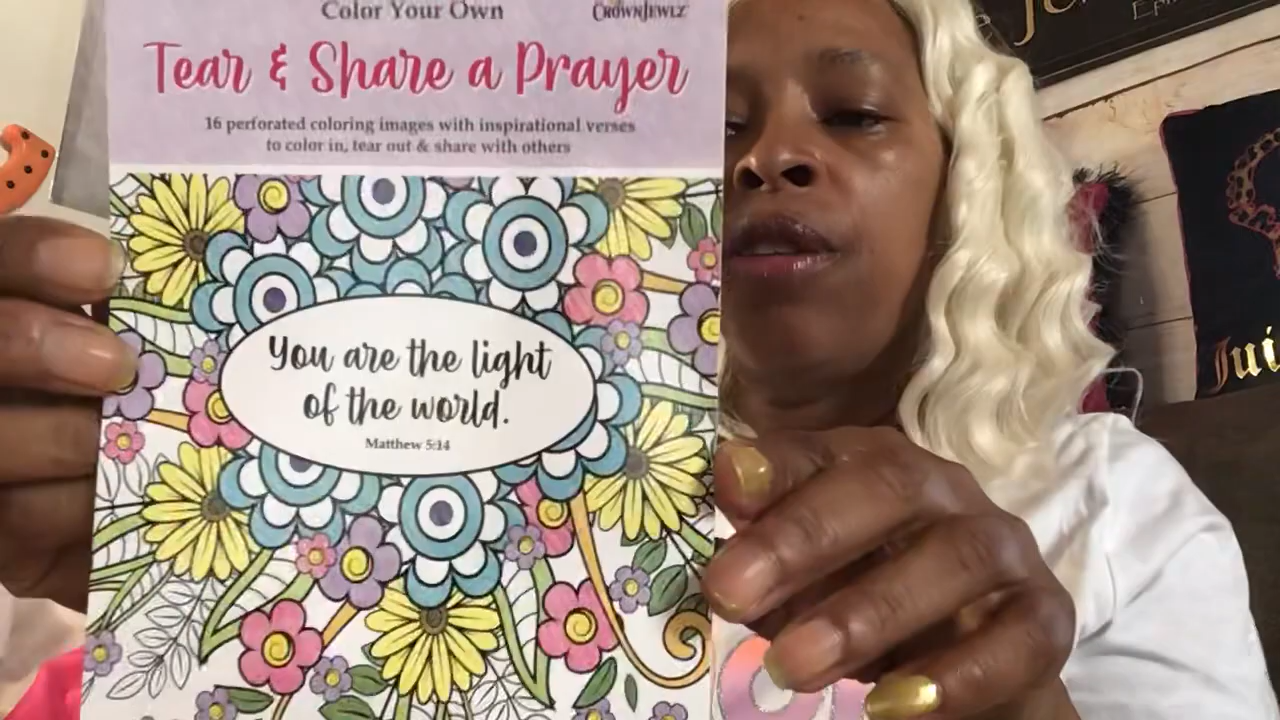 Color Your Own
CROWNJEWLZ
Tear & Share a Prayer
16 perforated coloring images with inspirational verses
to color in, tear out & share with others
You are the light
of the world.
Matthew 5:14
Jui